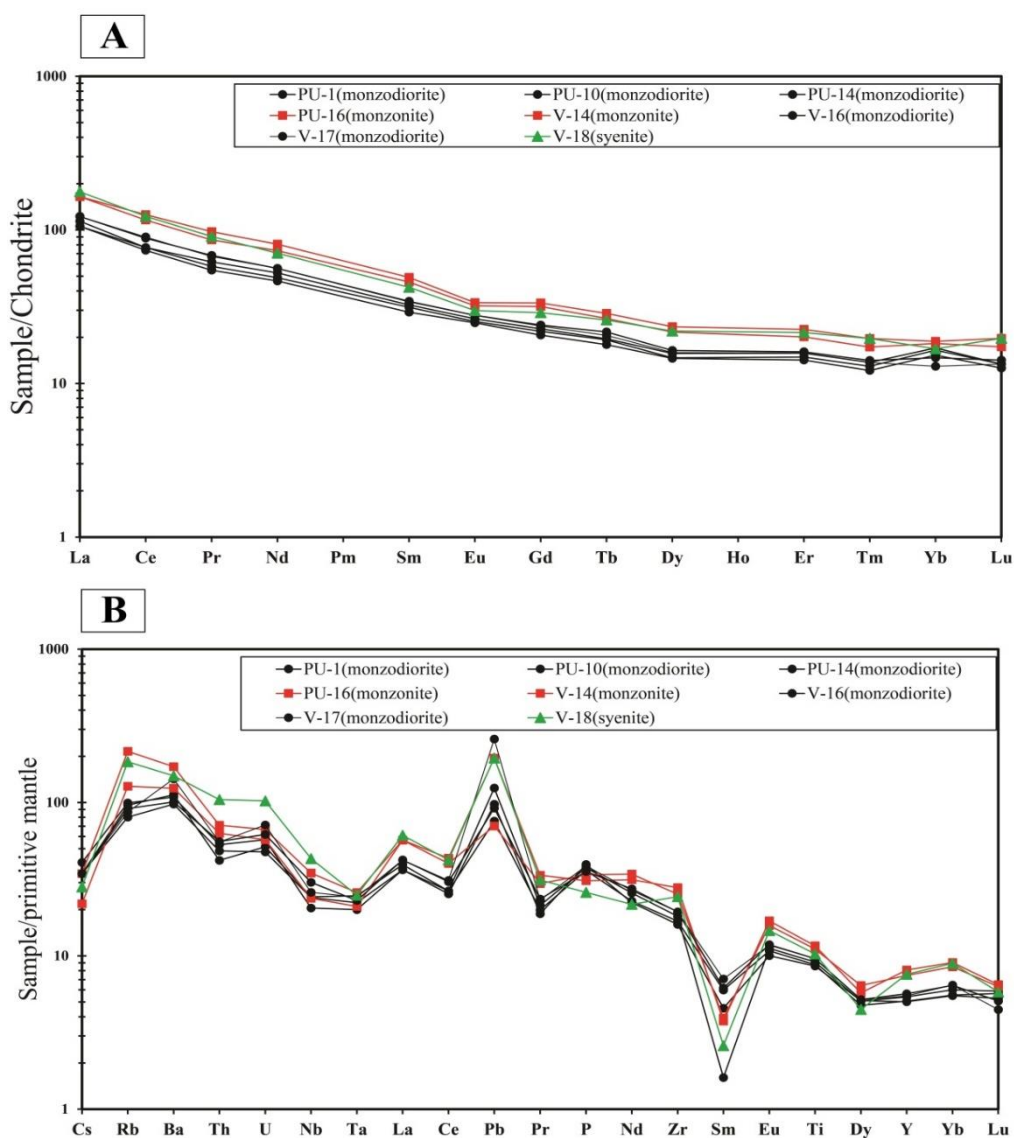 A
1000
PU-1(monzodiorite) PU-10(monzodiorite) PU-14(monzodiorite)
PU-16(monzonite) V-14(monzonite) V-16(monzodiorite)
V-17(monzodiorite) V-18(syenite)
100
Sample/Chondrite
10
1
La Ce Pr Nd Pm Sm Eu Gd Tb Dy Ho Er Tm Yb Lu
B
1000
PU-1(monzodiorite) PU-10(monzodiorite) PU-14(monzodiorite)
PU-16(monzonite) V-14(monzonite) V-16(monzodiorite)
V-17(monzodiorite) V-18(syenite)
100
Sample/primitive mantle
10
1
Cs Rb Ba Th U Nb Ta La Ce Pb Pr P Nd Zr Sm Eu Ti Dy Y Yb Lu